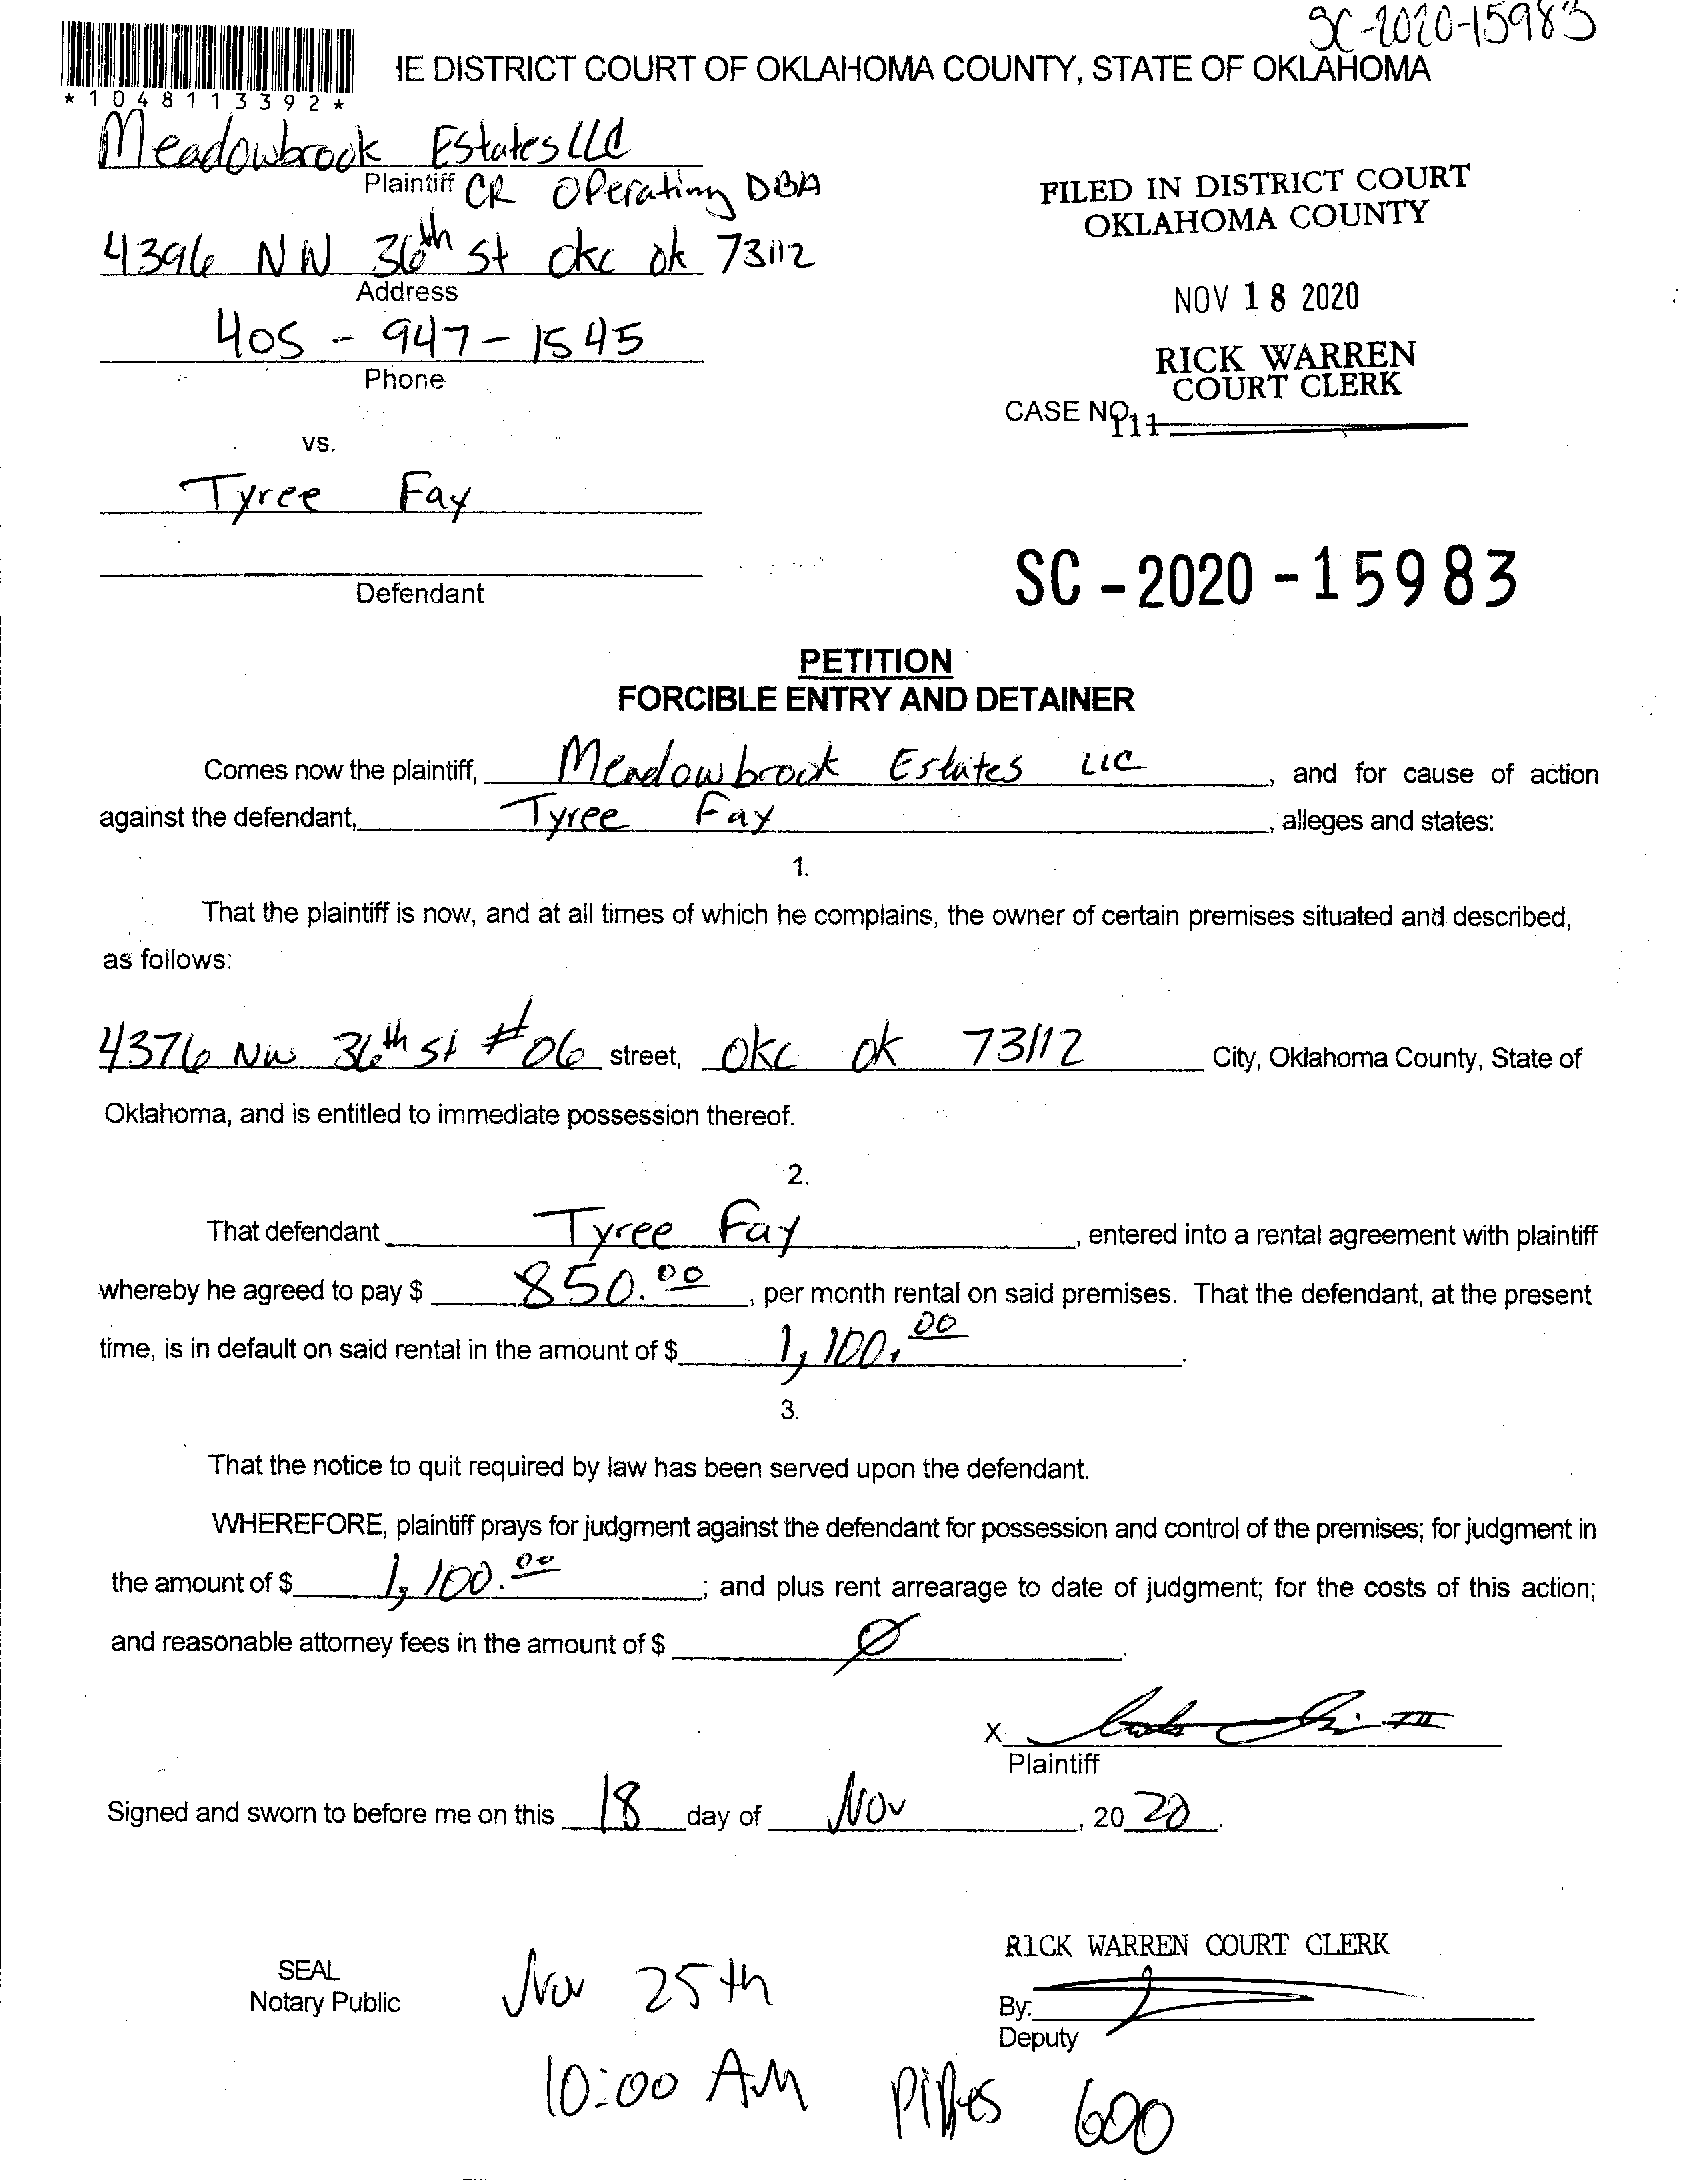 SC-2020-15983
IE DISTRICT COURT OF OKLAHOMA COUNTY, STATE OF OKLAHOMA
*1048113392*
Meadowbrook Estates LLC
Plaintiff CR Operating DBA
4396 NW 36th St okc ok 73112
Address
405-947-1545
Phone
vs.
Tyree Fay
Defendant
FILED IN DISTRICT COURT
OKLAHOMA COUNTY
NOV 18 2020
RICK WARREN
COURT CLERK
CASE NO.
111
SC-2020-15983
PETITION
FORCIBLE ENTRY AND DETAINER
Comes now the plaintiff, Meadowbrook Estates LLC, and for cause of action
against the defendant, Tyree Fay, alleges and states:
1.
That the plaintiff is now, and at all times of which he complains, the owner of certain premises situated and described,
as follows:
4376 NW 36th St #06 street, OKC OK 73112 City, Oklahoma County, State of
Oklahoma, and is entitled to immediate possession thereof.
2.
That defendant Tyree Fay, entered into a rental agreement with plaintiff
whereby he agreed to pay $ 850.00, per month rental on said premises. That the defendant, at the present
time, is in default on said rental in the amount of $ 1,100.00.
3.
That the notice to quit required by law has been served upon the defendant.
WHEREFORE, plaintiff prays for judgment against the defendant for possession and control of the premises; for judgment in
the amount of $ 1,100.00; and plus rent arrearage to date of judgment; for the costs of this action;
and reasonable attorney fees in the amount of $ Ø.
X III
Plaintiff
Signed and sworn to before me on this 18 day of Nov, 20 20.
SEAL
Notary Public
RICK WARREN COURT CLERK
By:
Deputy
Nov 25th
10:00 AM
600